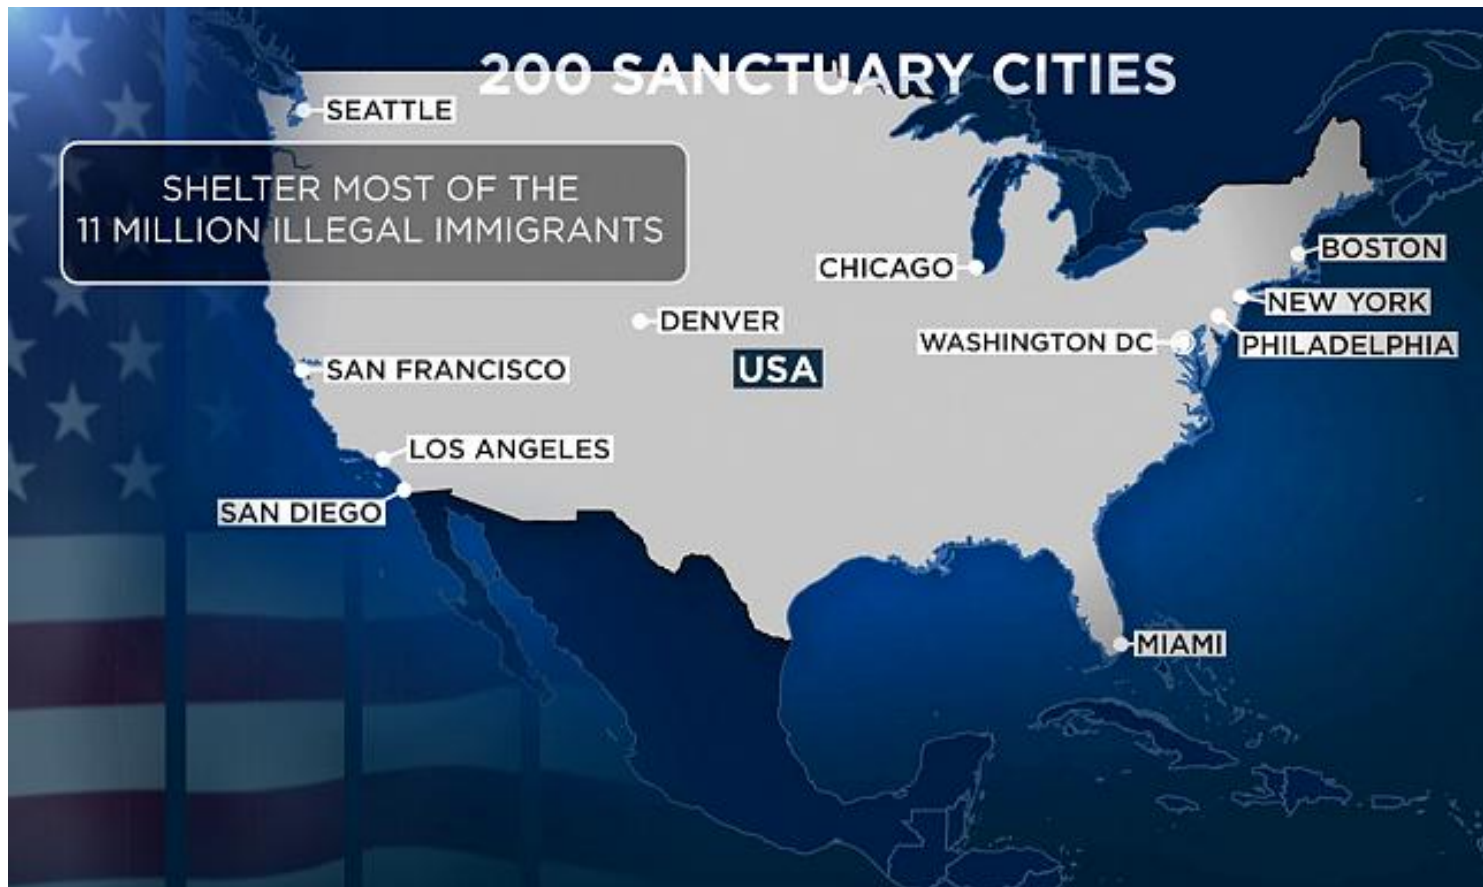 200 SANCTUARY CITIES
SEATTLE
SHELTER MOST OF THE
11 MILLION ILLEGAL IMMIGRANTS
BOSTON
CHICAGO
NEW YORK
DENVER
WASHINGTON DC
PHILADELPHIA
USA
SAN FRANCISCO
LOS ANGELES
SAN DIEGO
MIAMI